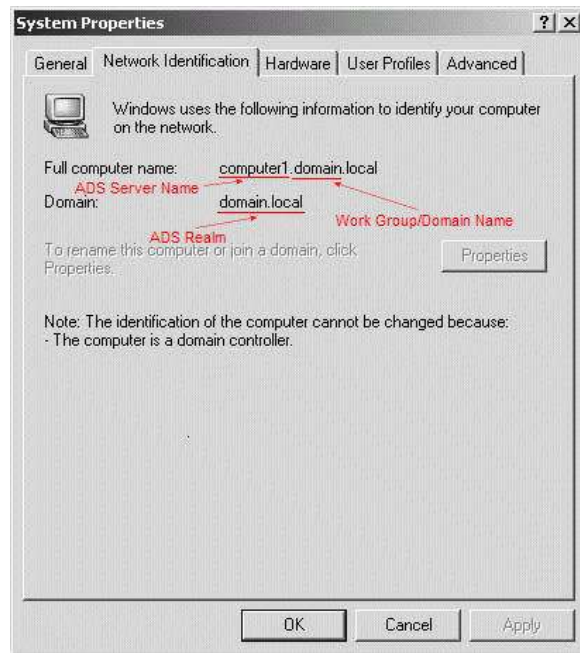 System Properties
? ×
General Network Identification Hardware User Profiles Advanced
Windows uses the following information to identify your computer
on the network.
Full computer name: computer1.domain.local
ADS Server Name
Domain: domain.local
Work Group/Domain Name
ADS Realm
To rename this computer or join a domain, click
Properties.
Properties
Note: The identification of the computer cannot be changed because:
- The computer is a domain controller.
OK Cancel Apply